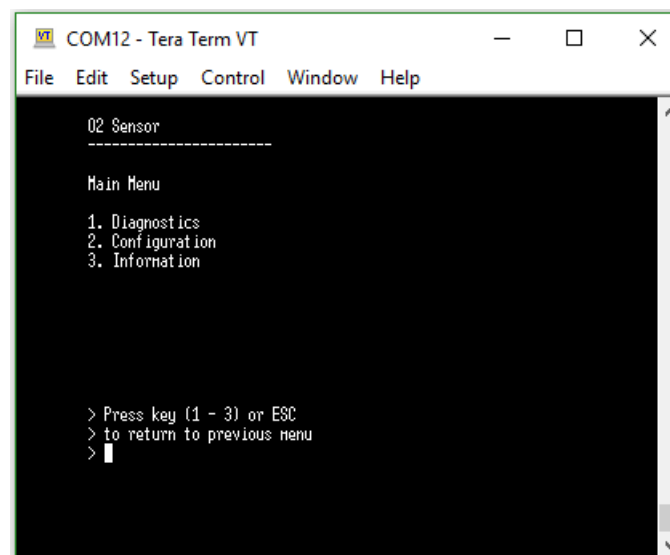 COM12 - Tera Term VT
File Edit Setup Control Window Help
O2 Sensor
-----------------------
Main Menu
1. Diagnostics
2. Configuration
3. Information
> Press key (1 - 3) or ESC
> to return to previous menu
>